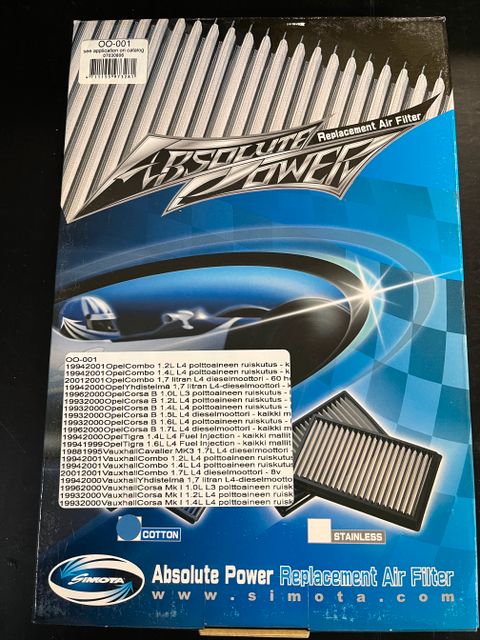 OO-001
see application on catalog
07030605
Replacement Air Filter
ABSOLUTE
POWER
OO-001
19942001OpelCombo 1.2L L4 polttoaineen ruiskutus - k
19942001OpelCombo 1.4L L4 polttoaineen ruiskutus - k
20012001OpelCombo 1,7 litran L4 dieselmoottori - 60 h
19942000OpelYhdistelmä 1,7 litran L4-dieselmoottori
19962000OpelCorsa B 1.0L L3 polttoaineen ruiskutus
19932000OpelCorsa B 1.2L L4 polttoaineen ruiskutus
19932000OpelCorsa B 1.4L L4 polttoaineen ruiskutus
19932000OpelCorsa B 1.5L L4 dieselmoottori - kaikki m
19932000OpelCorsa B 1.6L L4 polttoaineen ruiskutus
19932000OpelCorsa B 1.7L L4 dieselmoottori - kaikki m
19942000OpelTigra 1.4L L4 Fuel Injection - kaikki mallit
19941999OpelTigra 1.6L L4 Fuel Injection - kaikki mallit
19881995VauxhallCavalier MK3 1.7L L4 dieselmoottori -
19942001VauxhallCombo 1.2L L4 polttoaineen ruiskutus
19942001VauxhallCombo 1.4L L4 polttoaineen ruiskutus
20012001VauxhallCombo 1.7L L4 dieselmoottori - 8v
19942000VauxhallYhdistelmä 1,7 litran L4-dieselmootto
19962000VauxhallCorsa Mk I 1.0L L3 polttoaineen ruisk
19932000VauxhallCorsa Mk I 1.2L L4 polttoaineen ruisk
19932000VauxhallCorsa Mk I 1.4L L4 polttoaineen ruisk
COTTON
STAINLESS
SIMOTA
Absolute Power Replacement Air Filter
www.simota.com